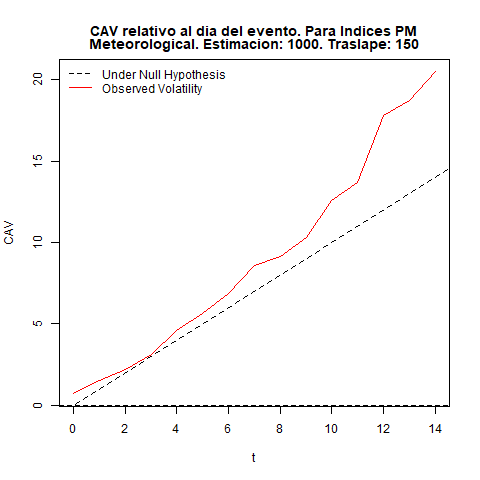 CAV relativo al dia del evento. Para Indices PM
Meteorological. Estimacion: 1000. Traslape: 150
Under Null Hypothesis
Observed Volatility
20
15
10
5
0
CAV
0 2 4 6 8 10 12 14
t